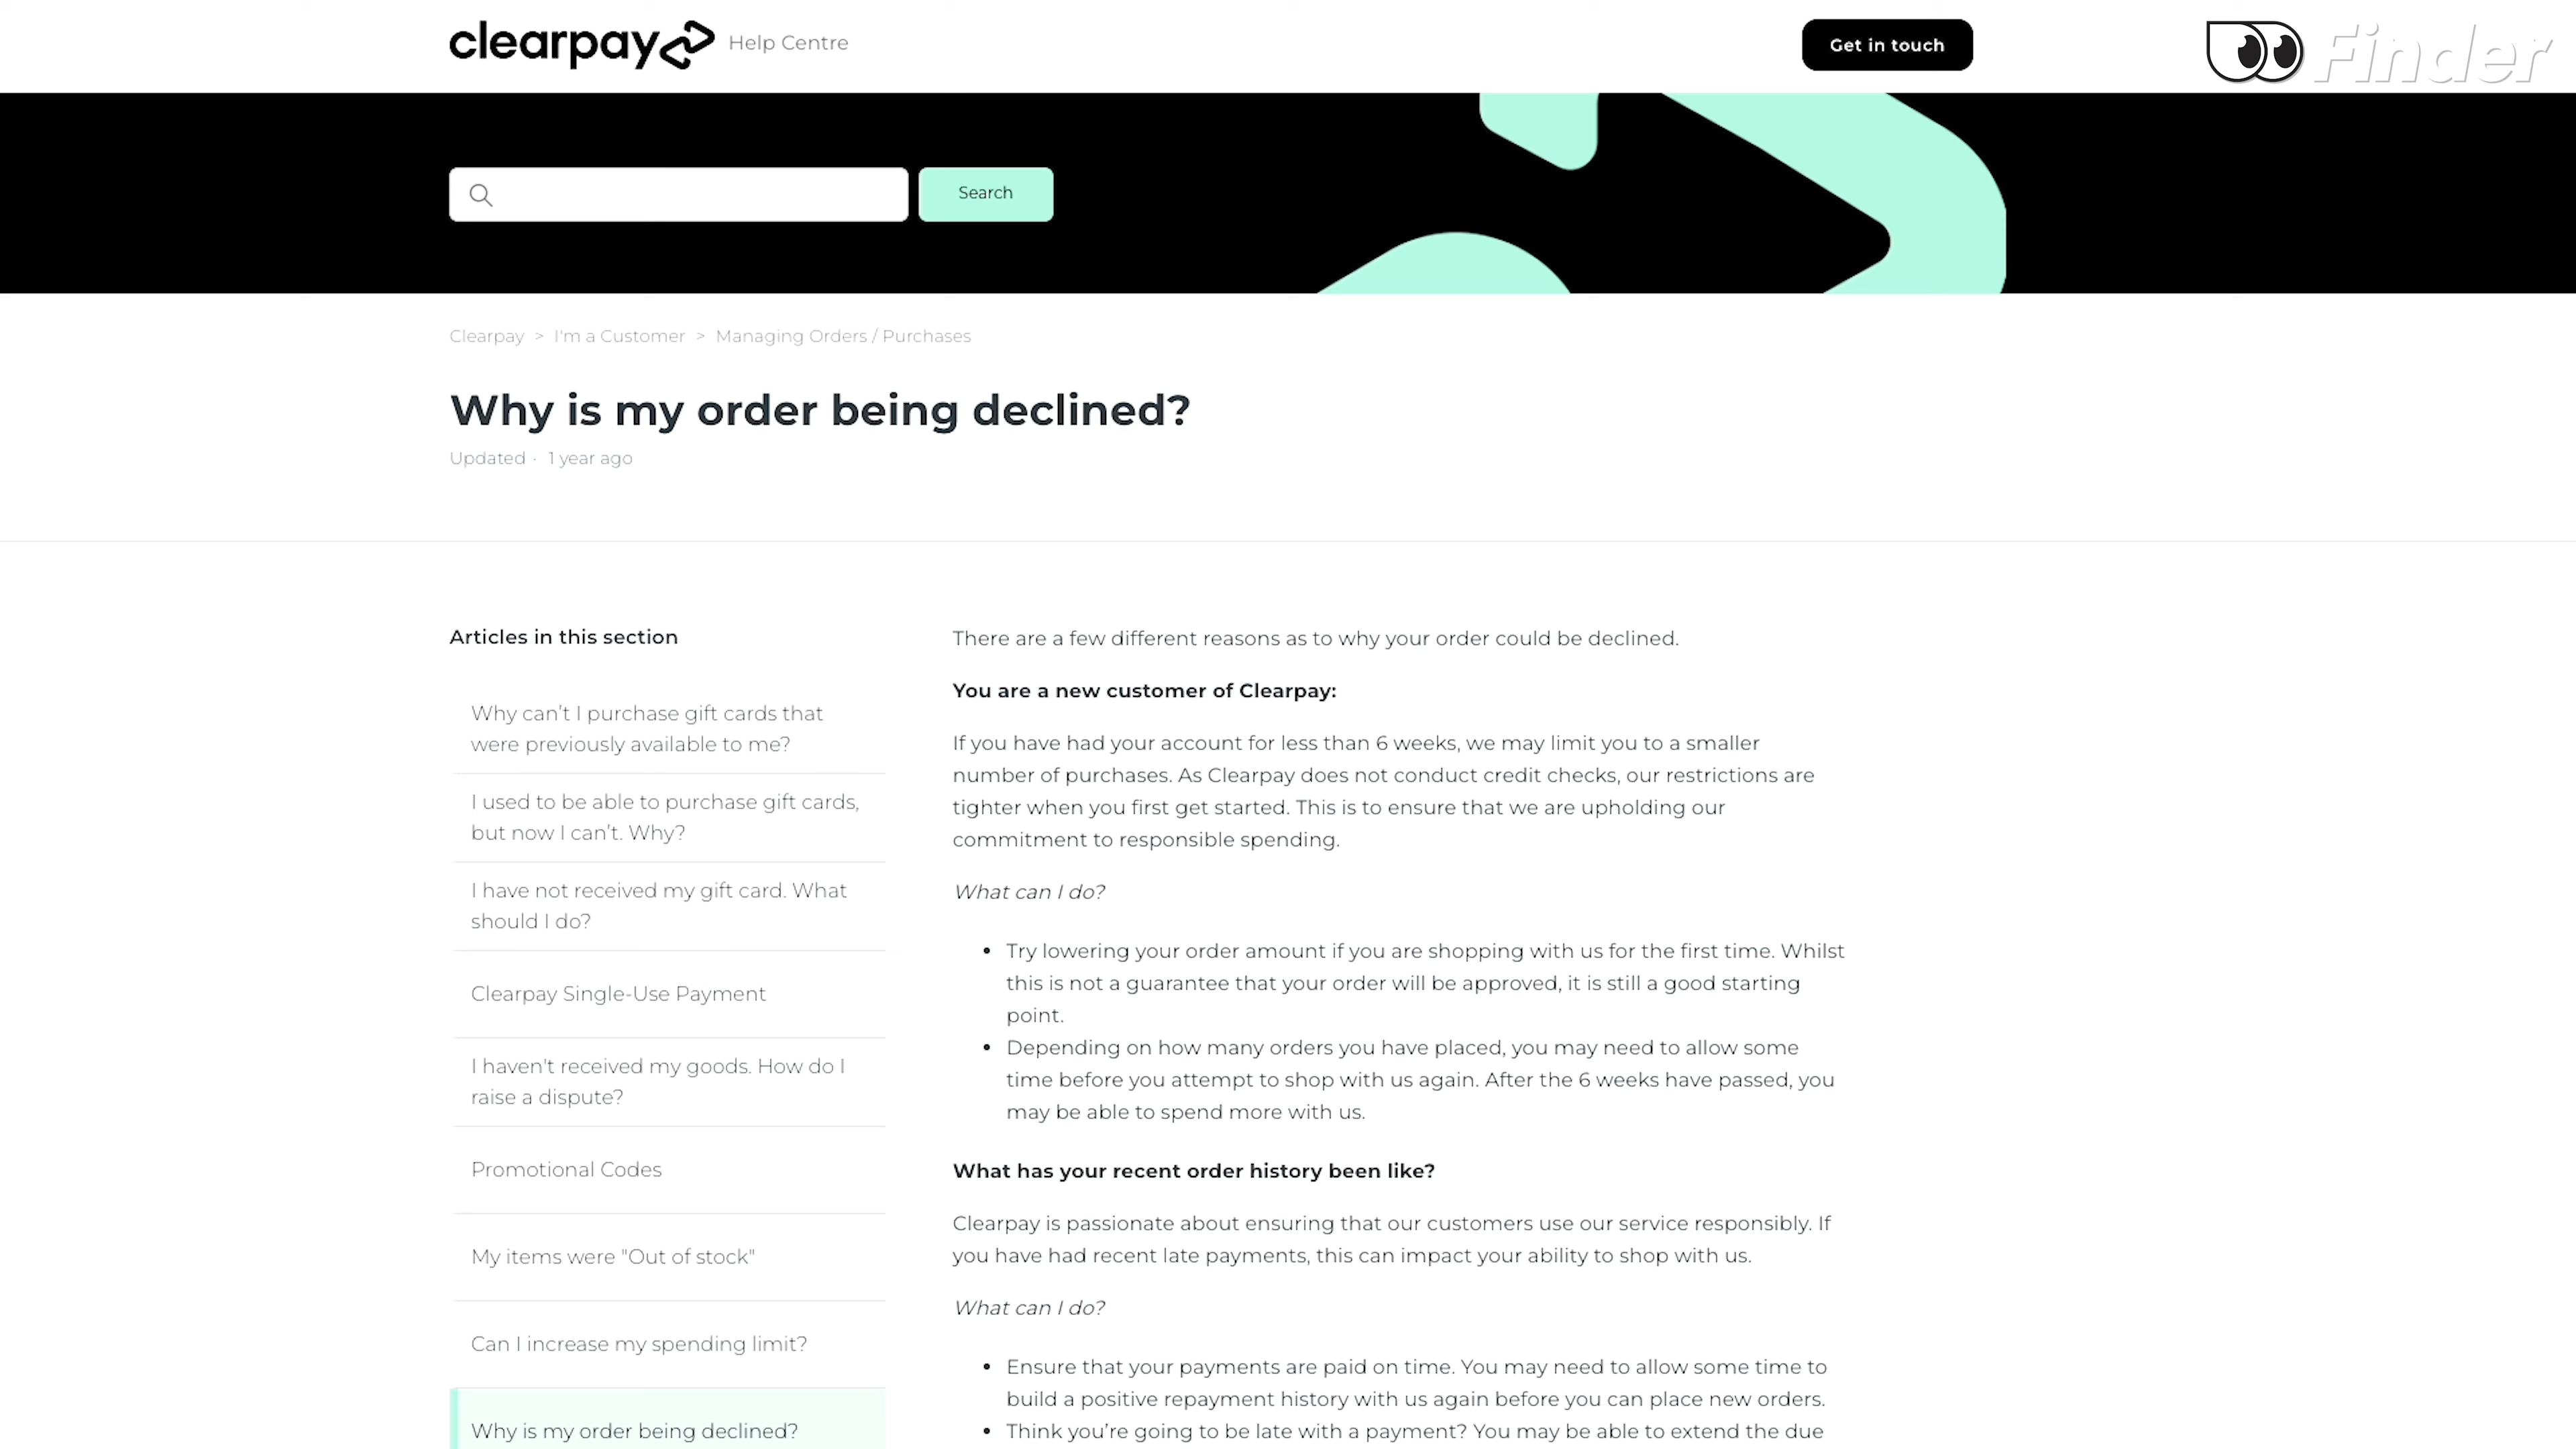 clearpay Help Centre
Get in touch
Finder
Search
Clearpay > I'm a Customer > Managing Orders / Purchases
Why is my order being declined?
Updated · 1 year ago
Articles in this section
Why can't I purchase gift cards that
were previously available to me?
I used to be able to purchase gift cards,
but now I can't. Why?
I have not received my gift card. What
should I do?
Clearpay Single-Use Payment
I haven't received my goods. How do I
raise a dispute?
Promotional Codes
My items were "Out of stock"
Can I increase my spending limit?
Why is my order being declined?
There are a few different reasons as to why your order could be declined.
You are a new customer of Clearpay:
If you have had your account for less than 6 weeks, we may limit you to a smaller
number of purchases. As Clearpay does not conduct credit checks, our restrictions are
tighter when you first get started. This is to ensure that we are upholding our
commitment to responsible spending.
What can I do?
• Try lowering your order amount if you are shopping with us for the first time. Whilst
this is not a guarantee that your order will be approved, it is still a good starting
point.
• Depending on how many orders you have placed, you may need to allow some
time before you attempt to shop with us again. After the 6 weeks have passed, you
may be able to spend more with us.
What has your recent order history been like?
Clearpay is passionate about ensuring that our customers use our service responsibly. If
you have had recent late payments, this can impact your ability to shop with us.
What can I do?
• Ensure that your payments are paid on time. You may need to allow some time to
build a positive repayment history with us again before you can place new orders.
• Think you're going to be late with a payment? You may be able to extend the due